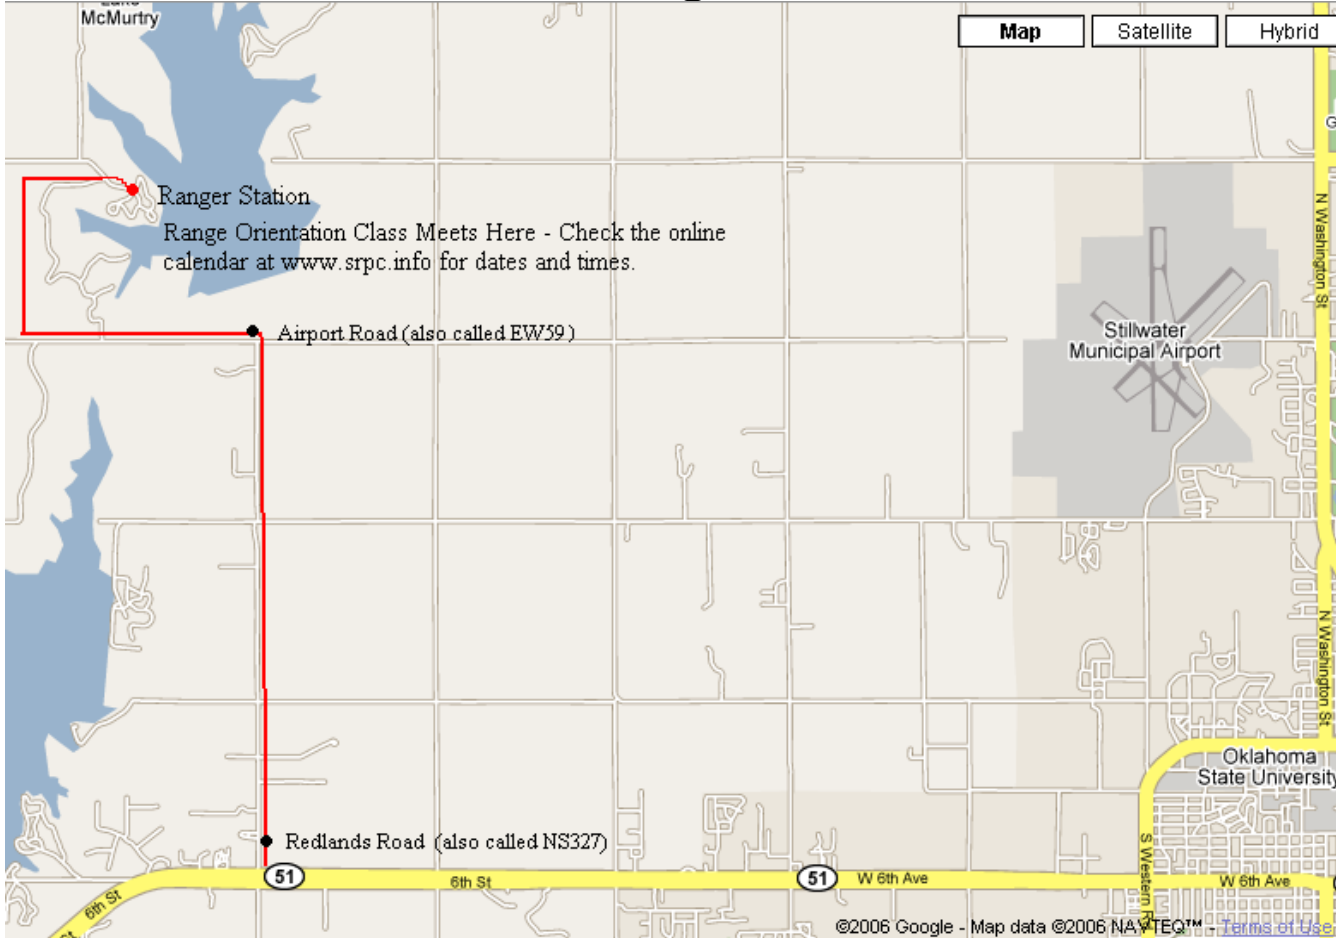 McMurtry
Map
Satellite
Hybrid
Ranger Station
Range Orientation Class Meets Here - Check the online
calendar at www.srpc.info for dates and times.
N Washington St
Airport Road (also called EW59)
Stillwater
Municipal Airport
N Washington St
Oklahoma
State University
Redlands Road (also called NS327)
S Western R
51
6th St
51
W 6th Ave
W 6th Ave
6th St
St
©2006 Google - Map data ©2006 NAVTEQ™ - Terms of Use